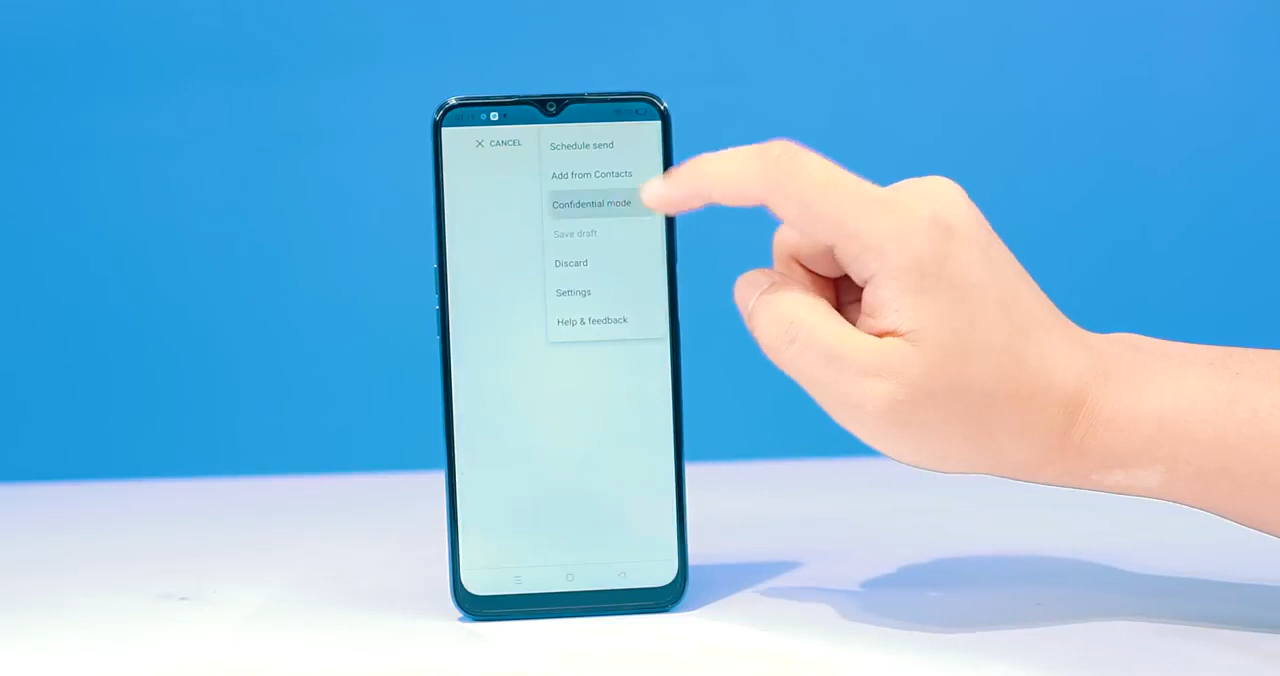 CANCEL
Schedule send
Add from Contacts
Confidential mode
Save draft
Discard
Settings
Help & feedback